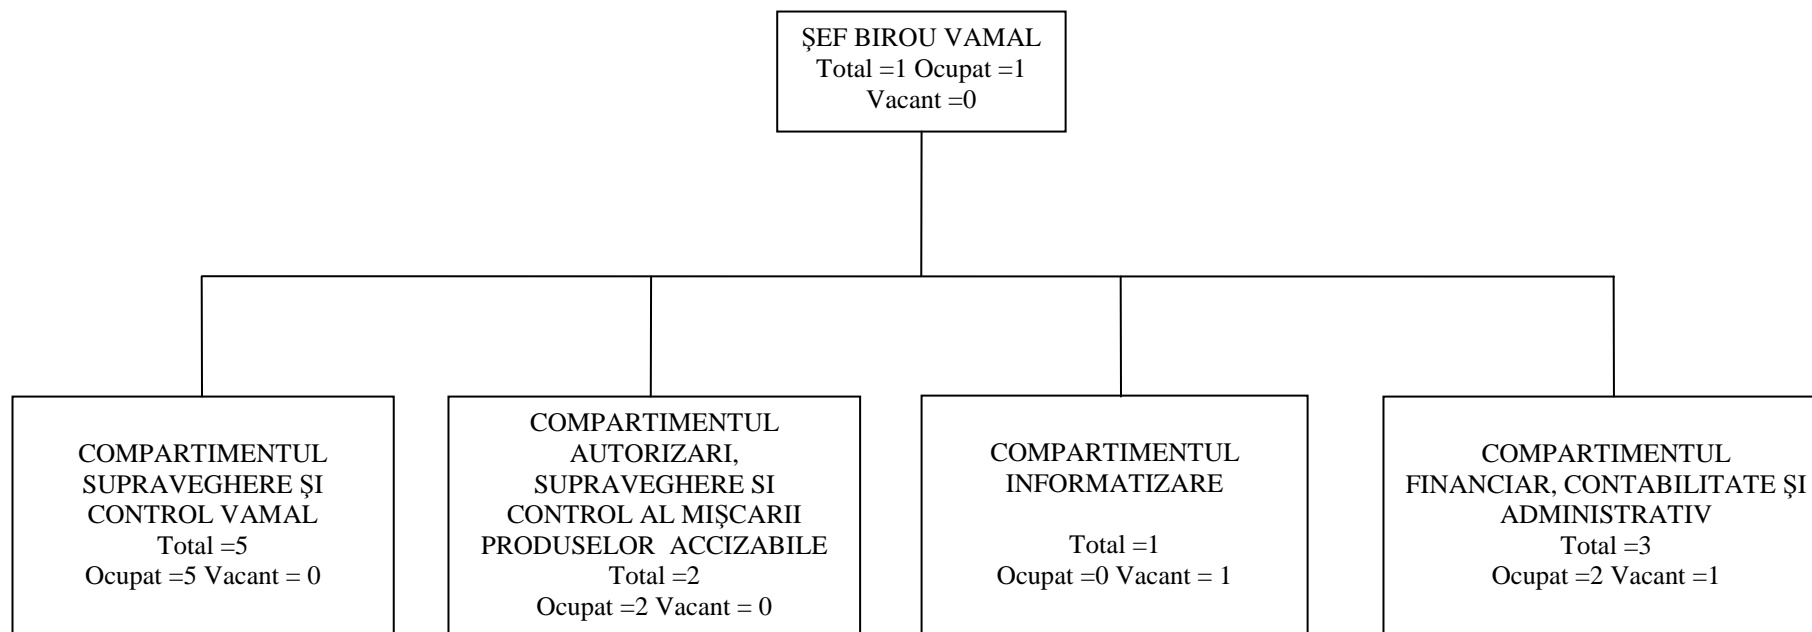 ŞEF BIROU VAMAL
Total =1 Ocupat =1
Vacant =0
COMPARTIMENTUL
SUPRAVEGHERE ŞI
CONTROL VAMAL
Total =5
Ocupat =5 Vacant = 0
COMPARTIMENTUL
AUTORIZARI,
SUPRAVEGHERE SI
CONTROL AL MIŞCARII
PRODUSELOR ACCIZABILE
Total =2
Ocupat =2 Vacant = 0
COMPARTIMENTUL
INFORMATIZARE
Total =1
Ocupat =0 Vacant = 1
COMPARTIMENTUL
FINANCIAR, CONTABILITATE ŞI
ADMINISTRATIV
Total =3
Ocupat =2 Vacant =1